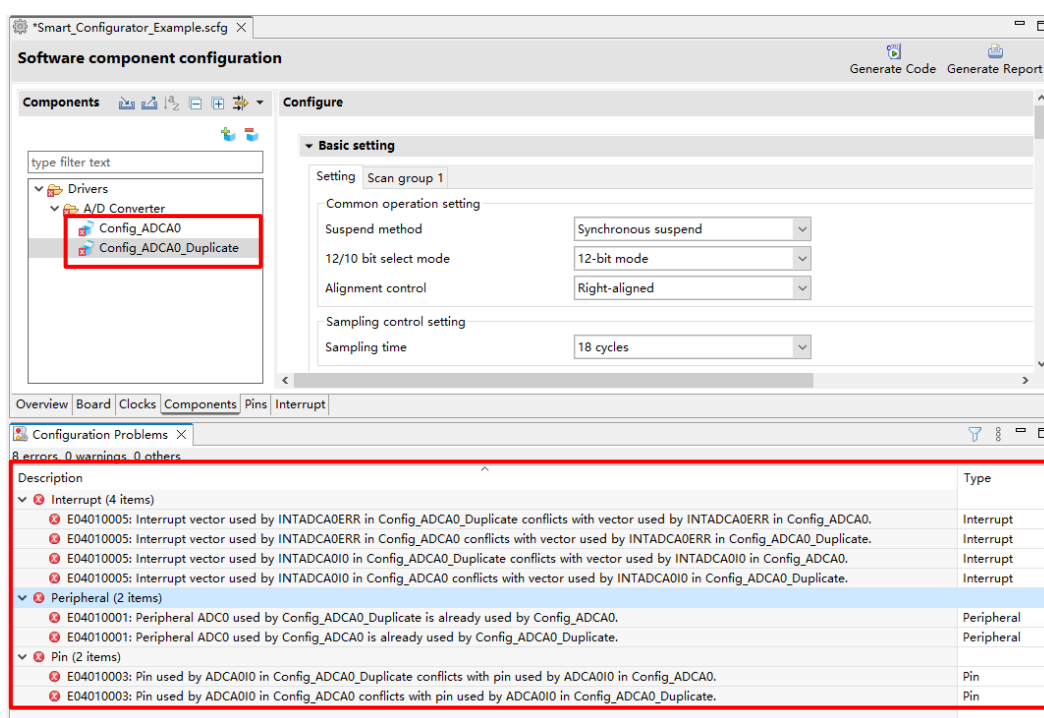 *Smart_Configurator_Example.scfg
Software component configuration
Generate Code Generate Report
Components
Configure
type filter text
Drivers
A/D Converter
Config_ADCA0
Config_ADCA0_Duplicate
Basic setting
Setting Scan group 1
Common operation setting
Suspend method Synchronous suspend
12/10 bit select mode 12-bit mode
Alignment control Right-aligned
Sampling control setting
Sampling time 18 cycles
Overview Board Clocks Components Pins Interrupt
Configuration Problems
8 errors, 0 warnings, 0 others
Description Type
Interrupt (4 items)
E04010005: Interrupt vector used by INTADCA0ERR in Config_ADCA0_Duplicate conflicts with vector used by INTADCA0ERR in Config_ADCA0. Interrupt
E04010005: Interrupt vector used by INTADCA0ERR in Config_ADCA0 conflicts with vector used by INTADCA0ERR in Config_ADCA0_Duplicate. Interrupt
E04010005: Interrupt vector used by INTADCA0I0 in Config_ADCA0_Duplicate conflicts with vector used by INTADCA0I0 in Config_ADCA0. Interrupt
E04010005: Interrupt vector used by INTADCA0I0 in Config_ADCA0 conflicts with vector used by INTADCA0I0 in Config_ADCA0_Duplicate. Interrupt
Peripheral (2 items)
E04010001: Peripheral ADC0 used by Config_ADCA0_Duplicate is already used by Config_ADCA0. Peripheral
E04010001: Peripheral ADC0 used by Config_ADCA0 is already used by Config_ADCA0_Duplicate. Peripheral
Pin (2 items)
E04010003: Pin used by ADCA0I0 in Config_ADCA0_Duplicate conflicts with pin used by ADCA0I0 in Config_ADCA0. Pin
E04010003: Pin used by ADCA0I0 in Config_ADCA0 conflicts with pin used by ADCA0I0 in Config_ADCA0_Duplicate. Pin